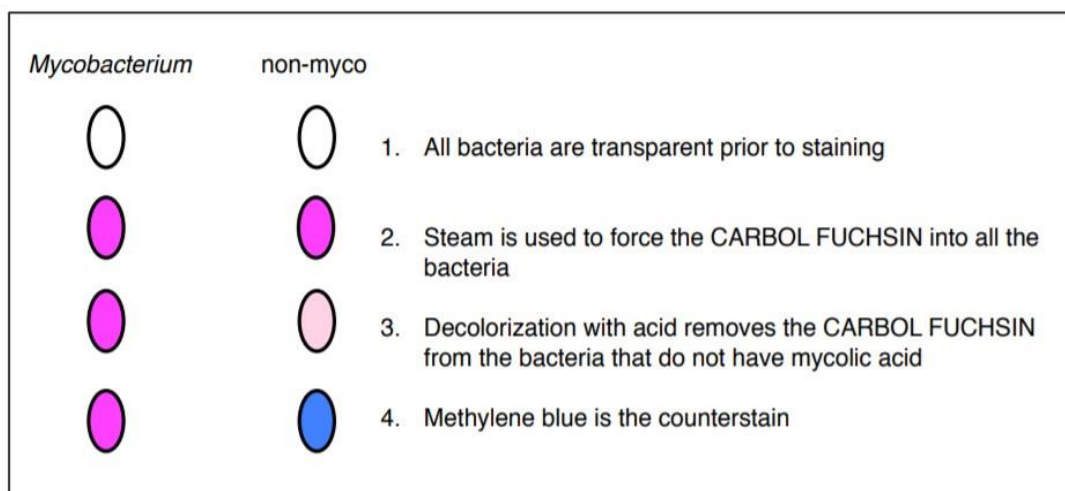 Mycobacterium non-myco
1. All bacteria are transparent prior to staining
2. Steam is used to force the CARBOL FUCHSIN into all the
bacteria
3. Decolorization with acid removes the CARBOL FUCHSIN
from the bacteria that do not have mycolic acid
4. Methylene blue is the counterstain